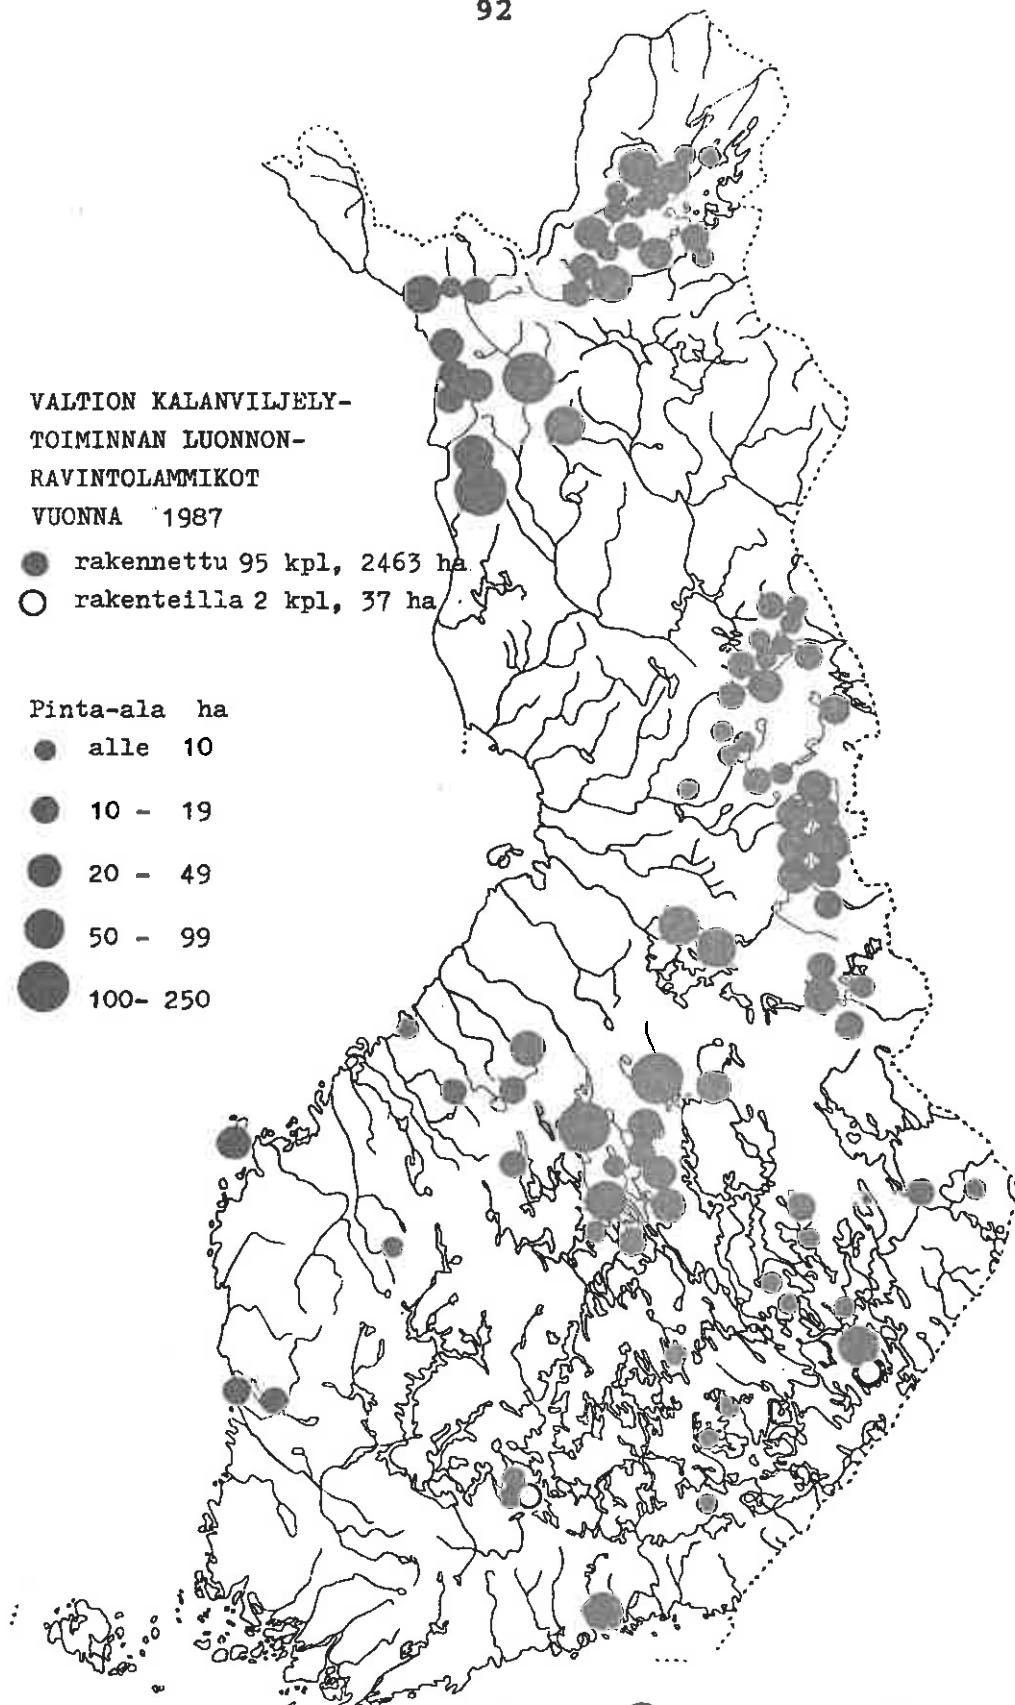 92
VALTION KALANVILJELY-
TOIMINNAN LUONNON-
RAVINTOLAMMIKOT
VUONNA 1987
rakennettu 95 kpl, 2463 ha
rakenteilla 2 kpl, 37 ha
Pinta-ala ha
alle 10
10 - 19
20 - 49
50 - 99
100- 250